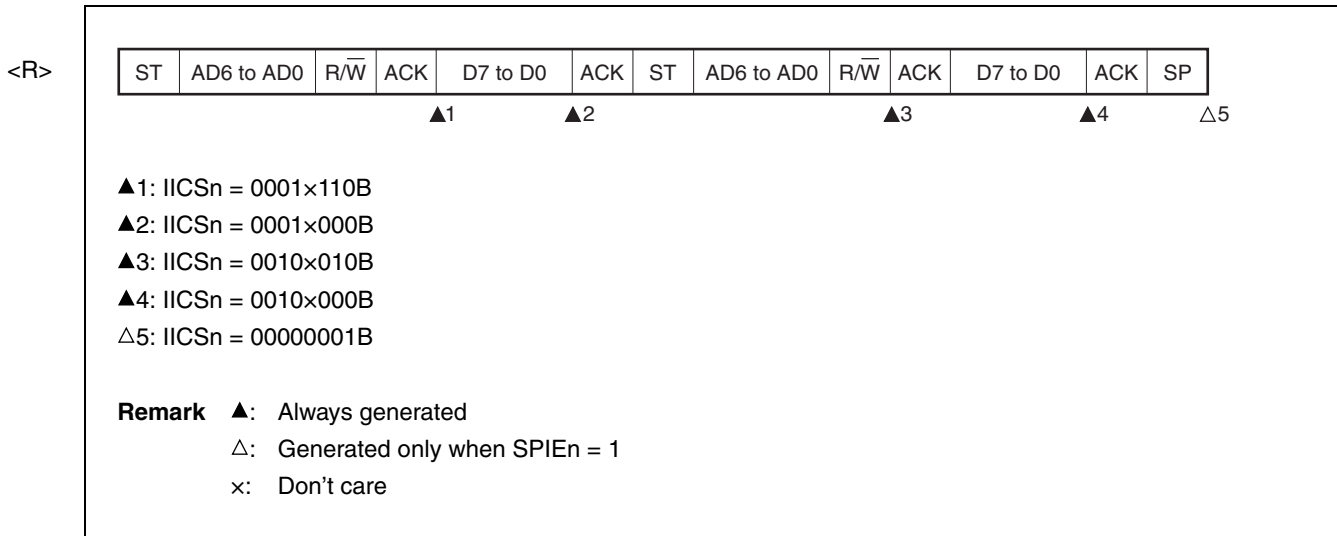 <R>
ST AD6 to AD0 R/W̅ ACK D7 to D0 ACK ST AD6 to AD0 R/W̅ ACK D7 to D0 ACK SP
▲1 ▲2 ▲3 ▲4 △5
▲1: IICSn = 0001×110B
▲2: IICSn = 0001×000B
▲3: IICSn = 0010×010B
▲4: IICSn = 0010×000B
△5: IICSn = 00000001B
Remark ▲: Always generated
△: Generated only when SPIEn = 1
×: Don't care